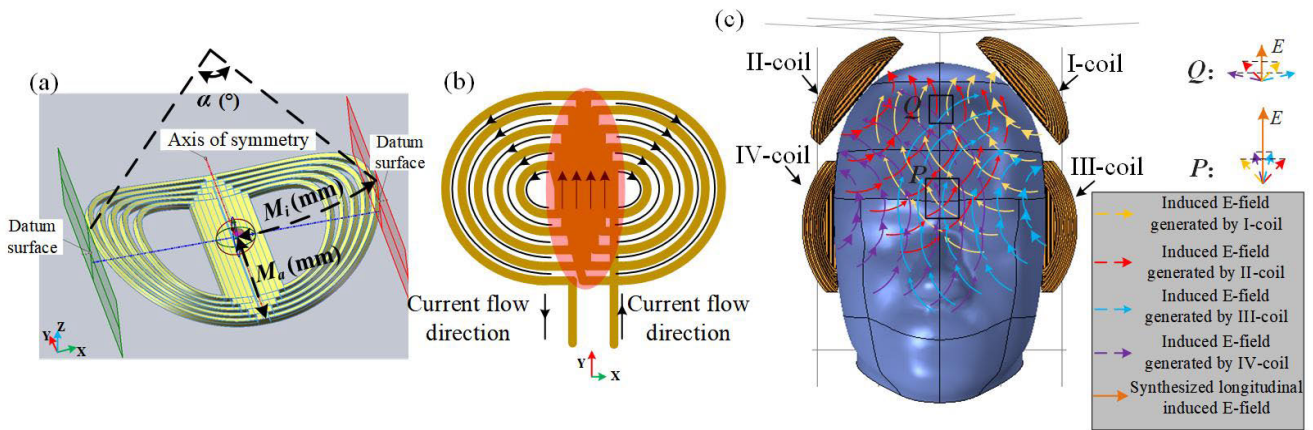 (a)
α (°)
Axis of symmetry
Datum
surface
Datum
surface
M_i (mm)
M_a (mm)
Z
Y
X
(b)
Current flow
direction
Current flow
direction
Y
X
(c)
II-coil
I-coil
IV-coil
III-coil
Q
P
Q:
E
P:
E
Induced E-field
generated by I-coil
Induced E-field
generated by II-coil
Induced E-field
generated by III-coil
Induced E-field
generated by IV-coil
Synthesized longitudinal
induced E-field